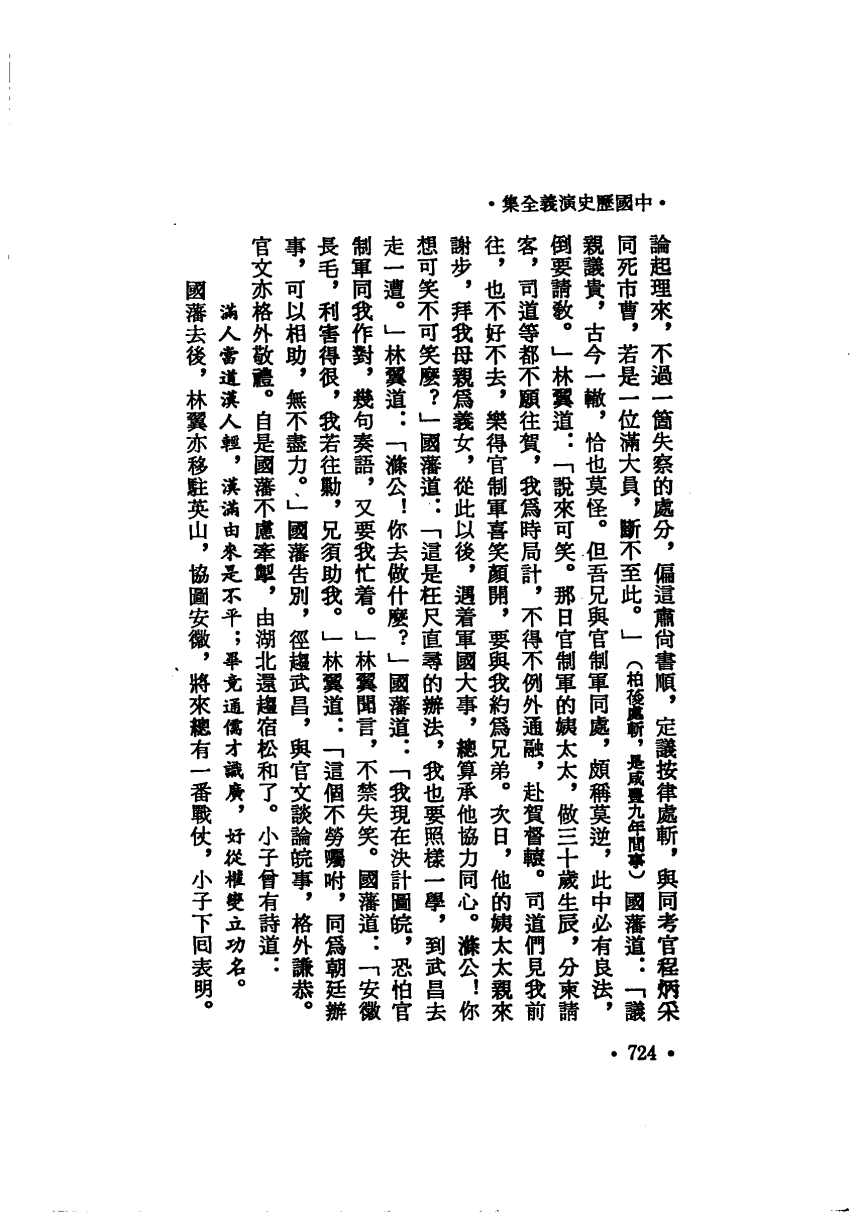 •中國歷史演義全集•
論起理來，不過一箇失察的處分，偏這肅尙書順，定議按律處斬，與同考官程炳采
同死市曹，若是一位滿大員，斷不至此。」（柏俊處斬，是咸豐九年間事）國藩道：「議
親議貴，古今一轍，恰也莫怪。但吾兄與官制軍同處，頗稱莫逆，此中必有良法，
倒要請敎。」林翼道：「說來可笑。那日官制軍的姨太太，做三十歲生辰，分柬請
客，司道等都不願往賀，我爲時局計，不得不例外通融，赴賀督轅。司道們見我前
往，也不好不去，樂得官制軍喜笑顏開，要與我約爲兄弟。次日，他的姨太太親來
謝步，拜我母親爲義女，從此以後，遇着軍國大事，總算承他協力同心。滌公！你
想可笑不可笑麼？」國藩道：「這是枉尺直尋的辦法，我也要照樣一學，到武昌去
走一遭。」林翼道：「滌公！你去做什麼？」國藩道：「我現在決計圖皖，恐怕官
制軍同我作對，幾句奏語，又要我忙着。」林翼聞言，不禁失笑。國藩道：「安徽
長毛，利害得很，我若往勦，兄須助我。」林翼道：「這個不勞囑咐，同爲朝廷辦
事，可以相助，無不盡力。」國藩告別，徑趨武昌，與官文談論皖事，格外謙恭。
官文亦格外敬禮。自是國藩不慮牽掣，由湖北還趨宿松和了。小子曾有詩道：
滿人當道漢人輕，漢滿由來是不平；畢竟通儒才識廣，好從權變立功名。
國藩去後，林翼亦移駐英山，協圖安徽，將來總有一番戰仗，小子下囘表明。
•724•